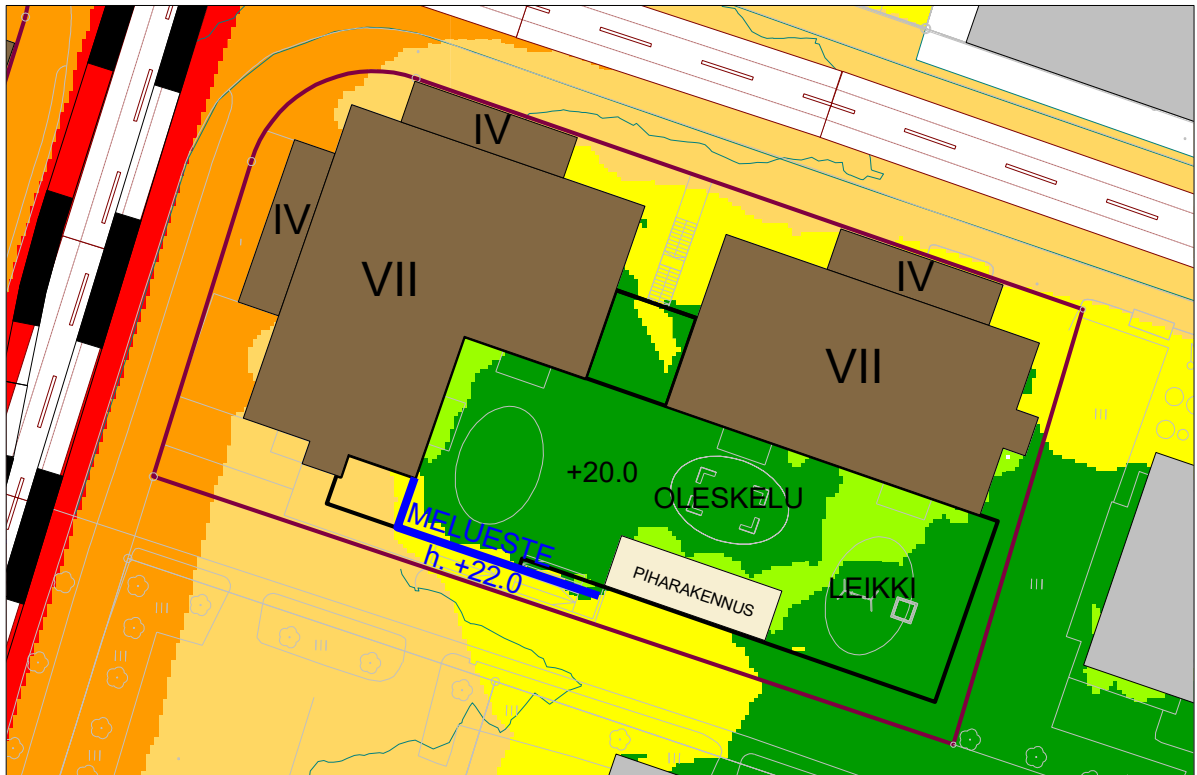 IV
IV
VII
IV
VII
+20.0
OLESKELU
MELUESTE
h. +22.0
PIHARAKENNUS
LEIKKI